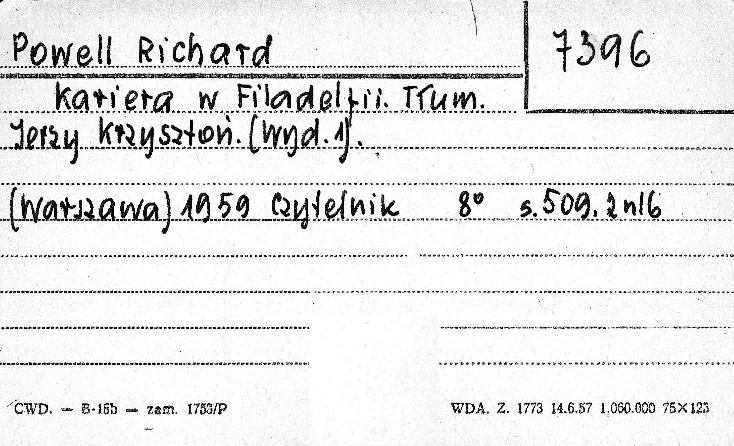 Powell Richard
7396
Kariera w Filadelfii. Tłum.
Jerzy Krzysztoń. (Wyd. 1).
(Warszawa) 1959 Czytelnik 8° s. 509, 2 nlb
CWD. — B-15b — zam. 1753/P
WDA. Z. 1773 14.6.57 1,060.000 75×123